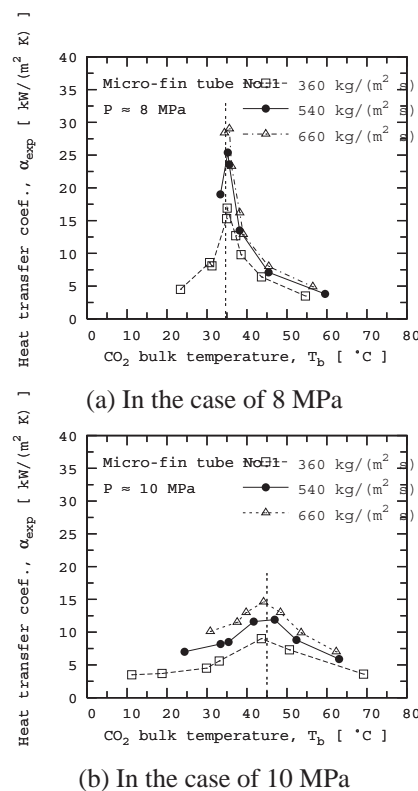 Heat transfer coef., αexp [ kW/(m² K) ]
40
35
30
25
20
15
10
5
0
Micro-fin tube No.1
P ≈ 8 MPa
360 kg/(m² s)
540 kg/(m² s)
660 kg/(m² s)
0 10 20 30 40 50 60 70 80
CO₂ bulk temperature, Tb [ °C ]
(a) In the case of 8 MPa
Heat transfer coef., αexp [ kW/(m² K) ]
40
35
30
25
20
15
10
5
0
Micro-fin tube No.1
P ≈ 10 MPa
360 kg/(m² s)
540 kg/(m² s)
660 kg/(m² s)
0 10 20 30 40 50 60 70 80
CO₂ bulk temperature, Tb [ °C ]
(b) In the case of 10 MPa